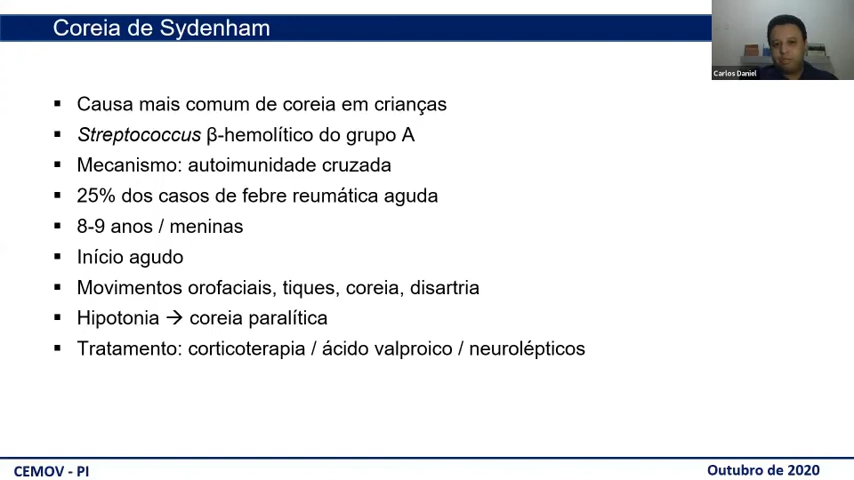 Coreia de Sydenham
Carlos Daniel
▪ Causa mais comum de coreia em crianças
▪ Streptococcus β-hemolítico do grupo A
▪ Mecanismo: autoimunidade cruzada
▪ 25% dos casos de febre reumática aguda
▪ 8-9 anos / meninas
▪ Início agudo
▪ Movimentos orofaciais, tiques, coreia, disartria
▪ Hipotonia → coreia paralítica
▪ Tratamento: corticoterapia / ácido valproico / neurolépticos
CEMOV - PI
Outubro de 2020